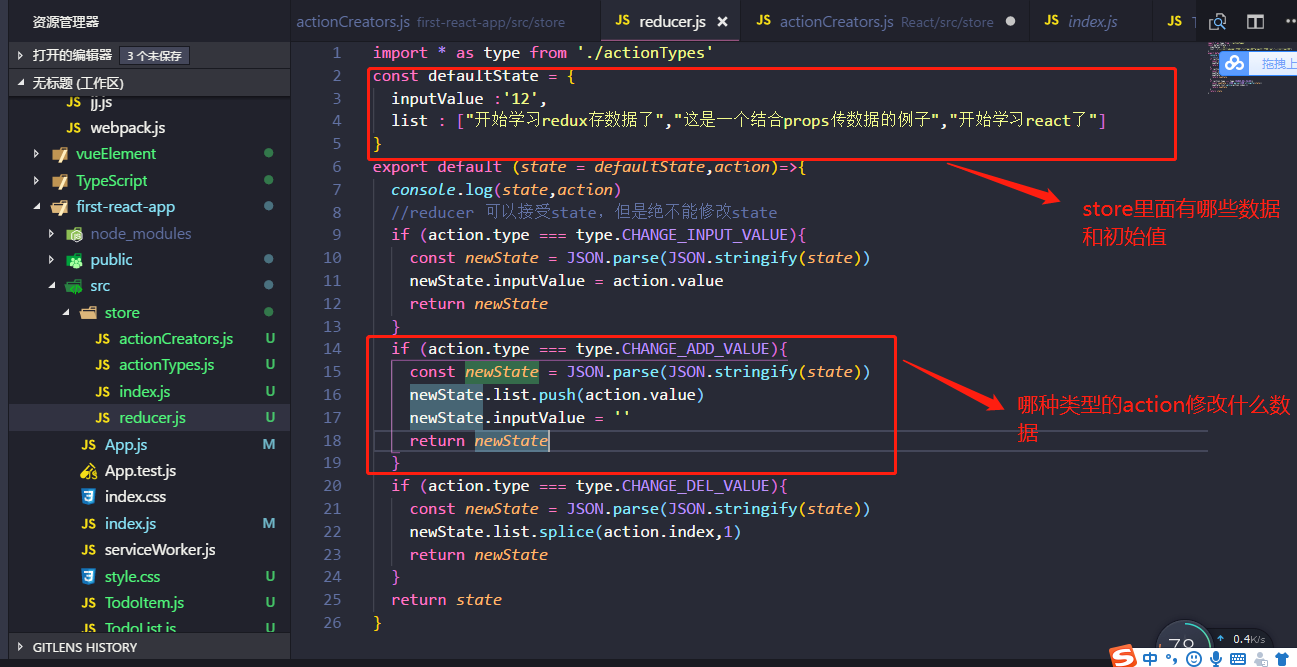 资源管理器
actionCreators.js first-react-app/src/store
JS reducer.js ×
JS actionCreators.js React/src/store ●
JS index.js
JS
打开的编辑器 3 个未保存
无标题 (工作区)
JS jj.js
JS webpack.js
vueElement
TypeScript
first-react-app
node_modules
public
src
store
JS actionCreators.js U
JS actionTypes.js U
JS index.js U
JS reducer.js U
JS App.js M
App.test.js
index.css
JS index.js M
JS serviceWorker.js
style.css U
JS TodoItem.js U
JS TodoList.js U
GITLENS HISTORY
1 import * as type from './actionTypes'
2 const defaultState = {
3 inputValue :'12',
4 list : ["开始学习redux存数据了","这是一个结合props传数据的例子","开始学习react了"]
5 }
6 export default (state = defaultState,action)=>{
7 console.log(state,action)
8 //reducer 可以接受state，但是绝不能修改state
9 if (action.type === type.CHANGE_INPUT_VALUE){
10 const newState = JSON.parse(JSON.stringify(state))
11 newState.inputValue = action.value
12 return newState
13 }
14 if (action.type === type.CHANGE_ADD_VALUE){
15 const newState = JSON.parse(JSON.stringify(state))
16 newState.list.push(action.value)
17 newState.inputValue = ''
18 return newState
19 }
20 if (action.type === type.CHANGE_DEL_VALUE){
21 const newState = JSON.parse(JSON.stringify(state))
22 newState.list.splice(action.index,1)
23 return newState
24 }
25 return state
26 }
拖拽上
store里面有哪些数据
和初始值
哪种类型的action修改什么数
据
78
0.4K/s
S 中